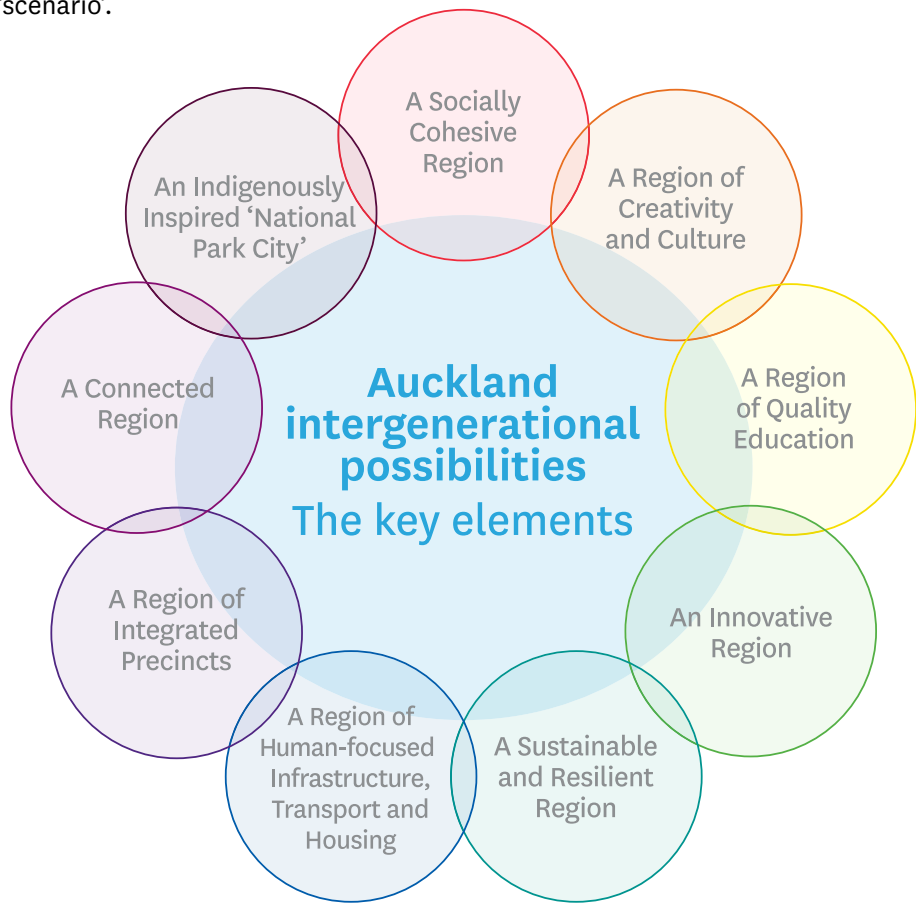 'scenario'.
A Socially
Cohesive
Region
A Region of
Creativity
and Culture
A Region
of Quality
Education
An Innovative
Region
A Sustainable
and Resilient
Region
A Region of
Human-focused
Infrastructure,
Transport and
Housing
A Region of
Integrated
Precincts
A Connected
Region
An Indigenously
Inspired ‘National
Park City’
Auckland
intergenerational
possibilities
The key elements